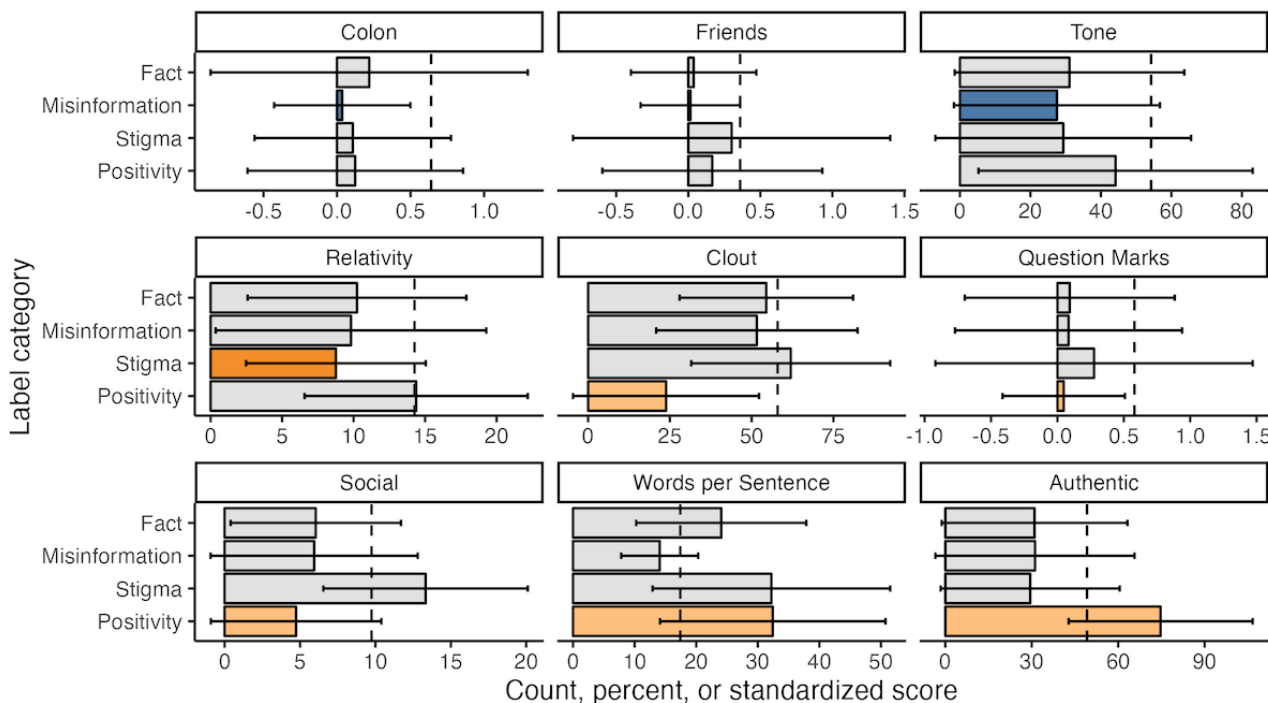 Colon
Friends
Tone
Fact
Misinformation
Stigma
Positivity
-0.5 0.0 0.5 1.0
-0.5 0.0 0.5 1.0 1.5
0 20 40 60 80
Relativity
Clout
Question Marks
Fact
Misinformation
Stigma
Positivity
0 5 10 15 20
0 25 50 75
-1.0 -0.5 0.0 0.5 1.0 1.5
Social
Words per Sentence
Authentic
Fact
Misinformation
Stigma
Positivity
0 5 10 15 20
0 10 20 30 40 50
0 30 60 90
Label category
Count, percent, or standardized score